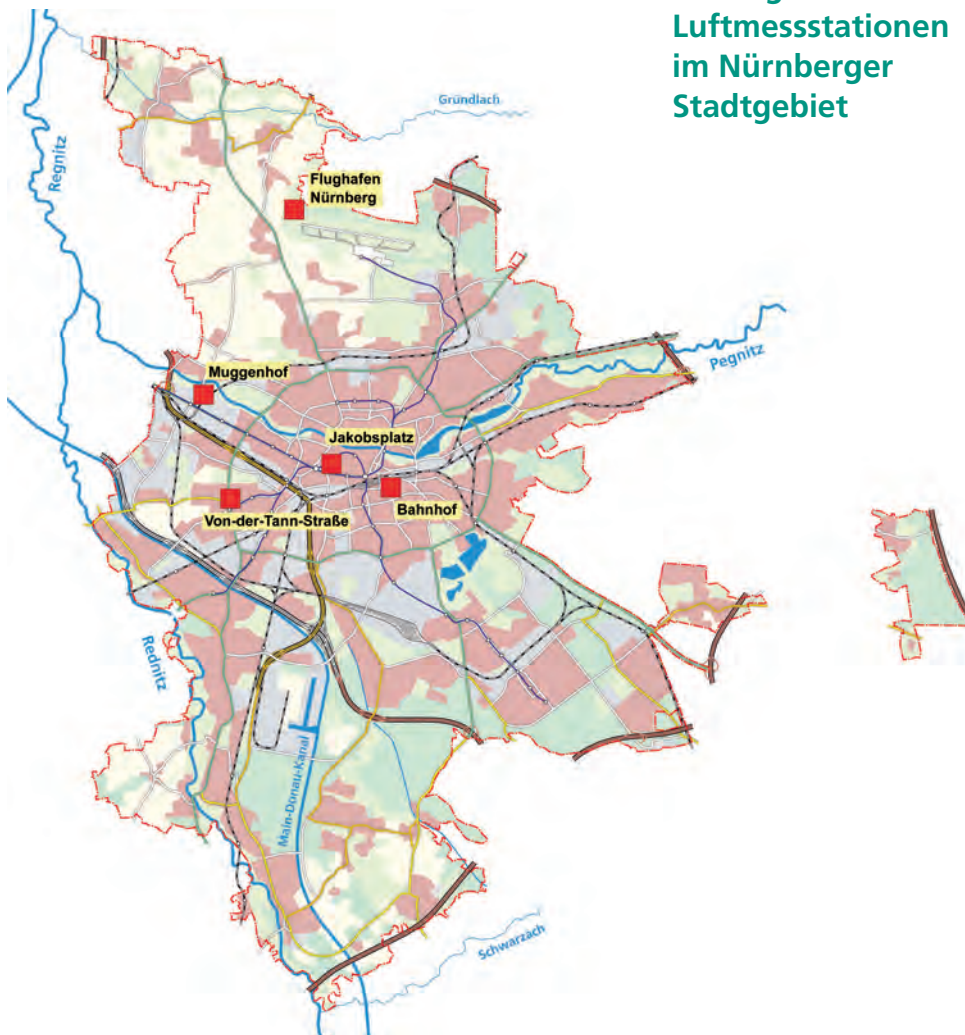 Luftmessstationen
im Nürnberger
Stadtgebiet
Gründlach
Regnitz
Flughafen
Nürnberg
Pegnitz
Muggenhof
Jakobsplatz
Bahnhof
Von-der-Tann-Straße
Rednitz
Main-Donau-Kanal
Schwarzach